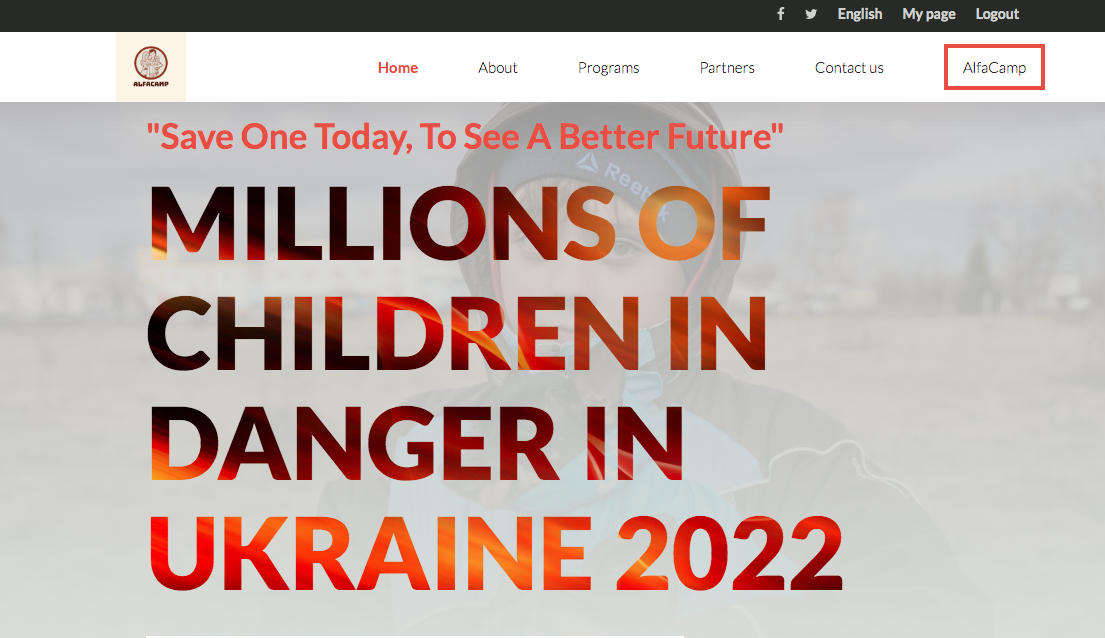 English My page Logout
ALFACAMP
Home About Programs Partners Contact us AlfaCamp
"Save One Today, To See A Better Future"
Reebok
MILLIONS OF
CHILDREN IN
DANGER IN
UKRAINE 2022